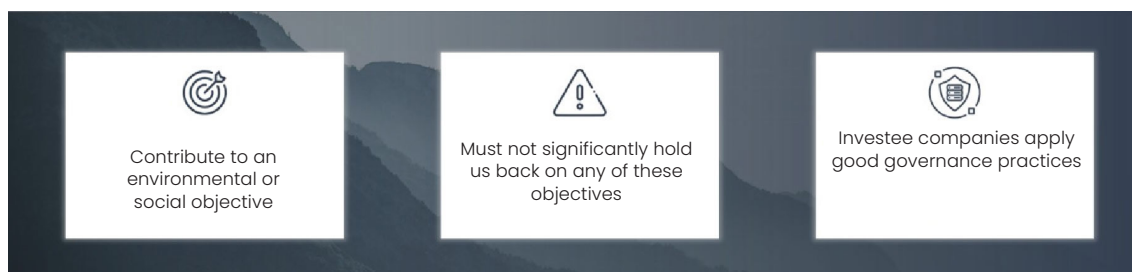 Contribute to an
environmental or
social objective
Must not significantly hold
us back on any of these
objectives
Investee companies apply
good governance practices